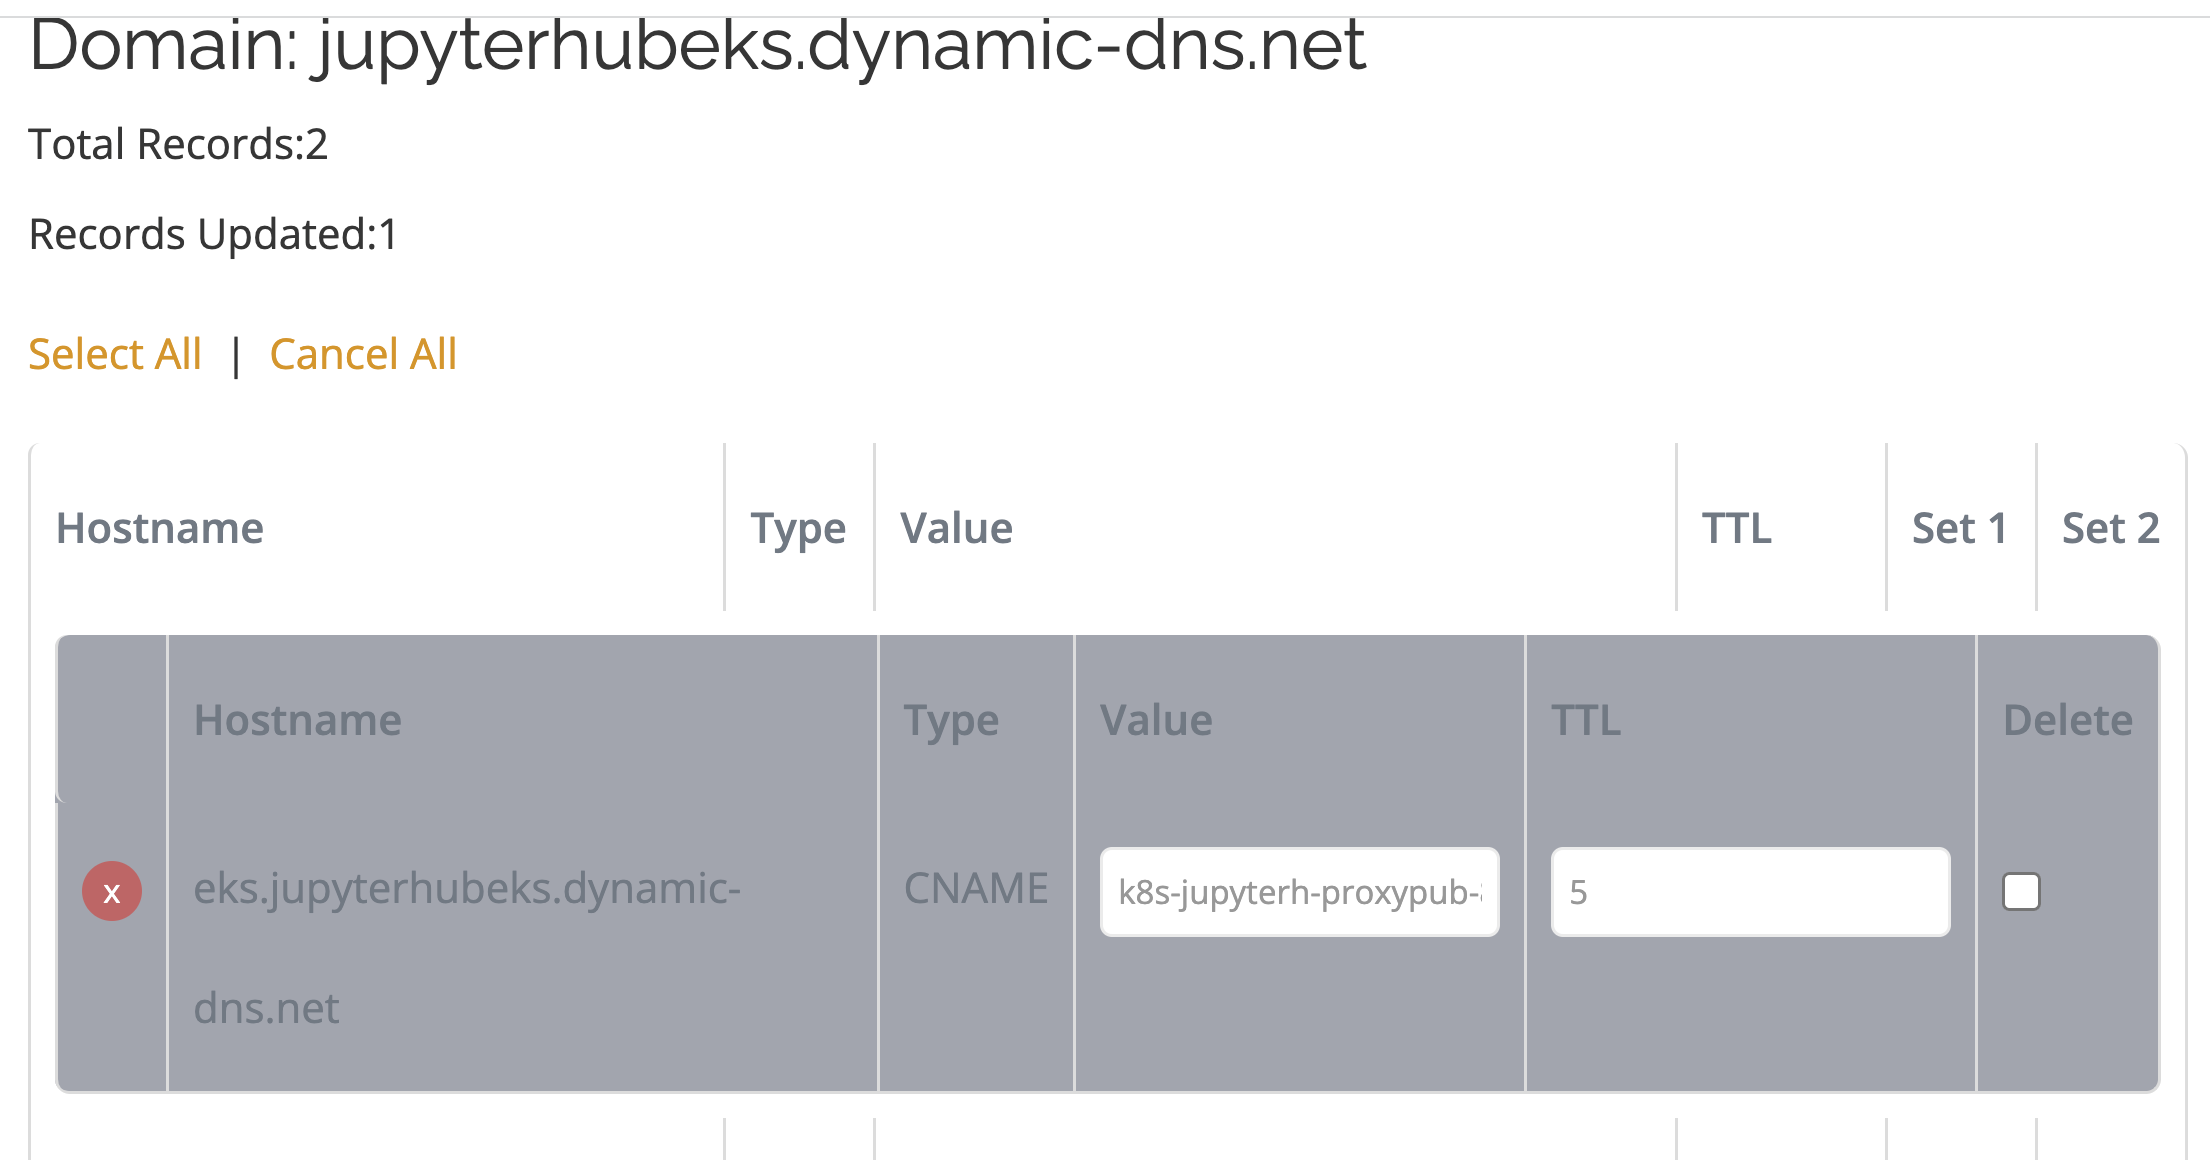 Domain: jupyterhubeks.dynamic-dns.net
Total Records:2
Records Updated:1
Select All | Cancel All
Hostname Type Value TTL Set 1 Set 2
Hostname Type Value TTL Delete
x eks.jupyterhubeks.dynamic- CNAME k8s-jupyterh-proxypub- 5
dns.net